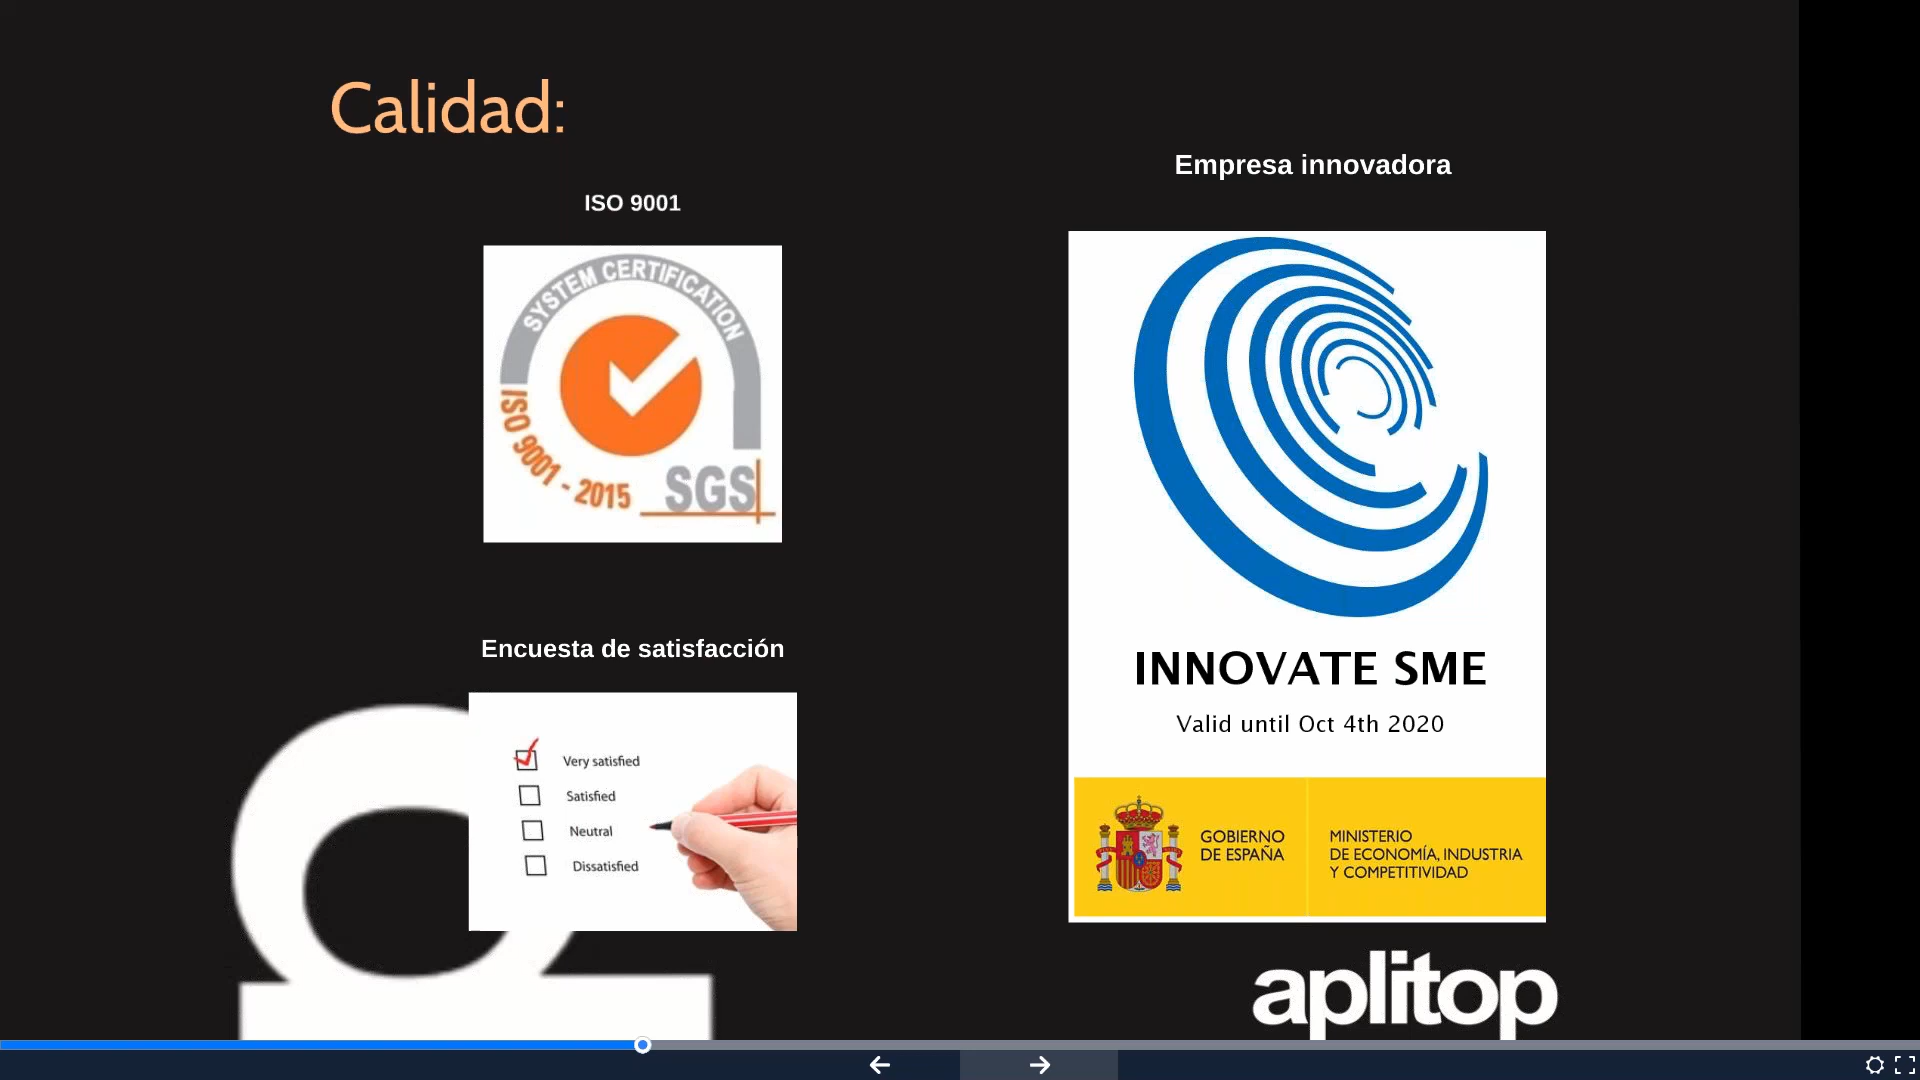 Calidad:
ISO 9001
SYSTEM CERTIFICATION
ISO 9001 - 2015
SGS
Encuesta de satisfacción
Very satisfied
Satisfied
Neutral
Dissatisfied
Empresa innovadora
INNOVATE SME
Valid until Oct 4th 2020
GOBIERNO
DE ESPAÑA
MINISTERIO
DE ECONOMÍA, INDUSTRIA
Y COMPETITIVIDAD
aplitop